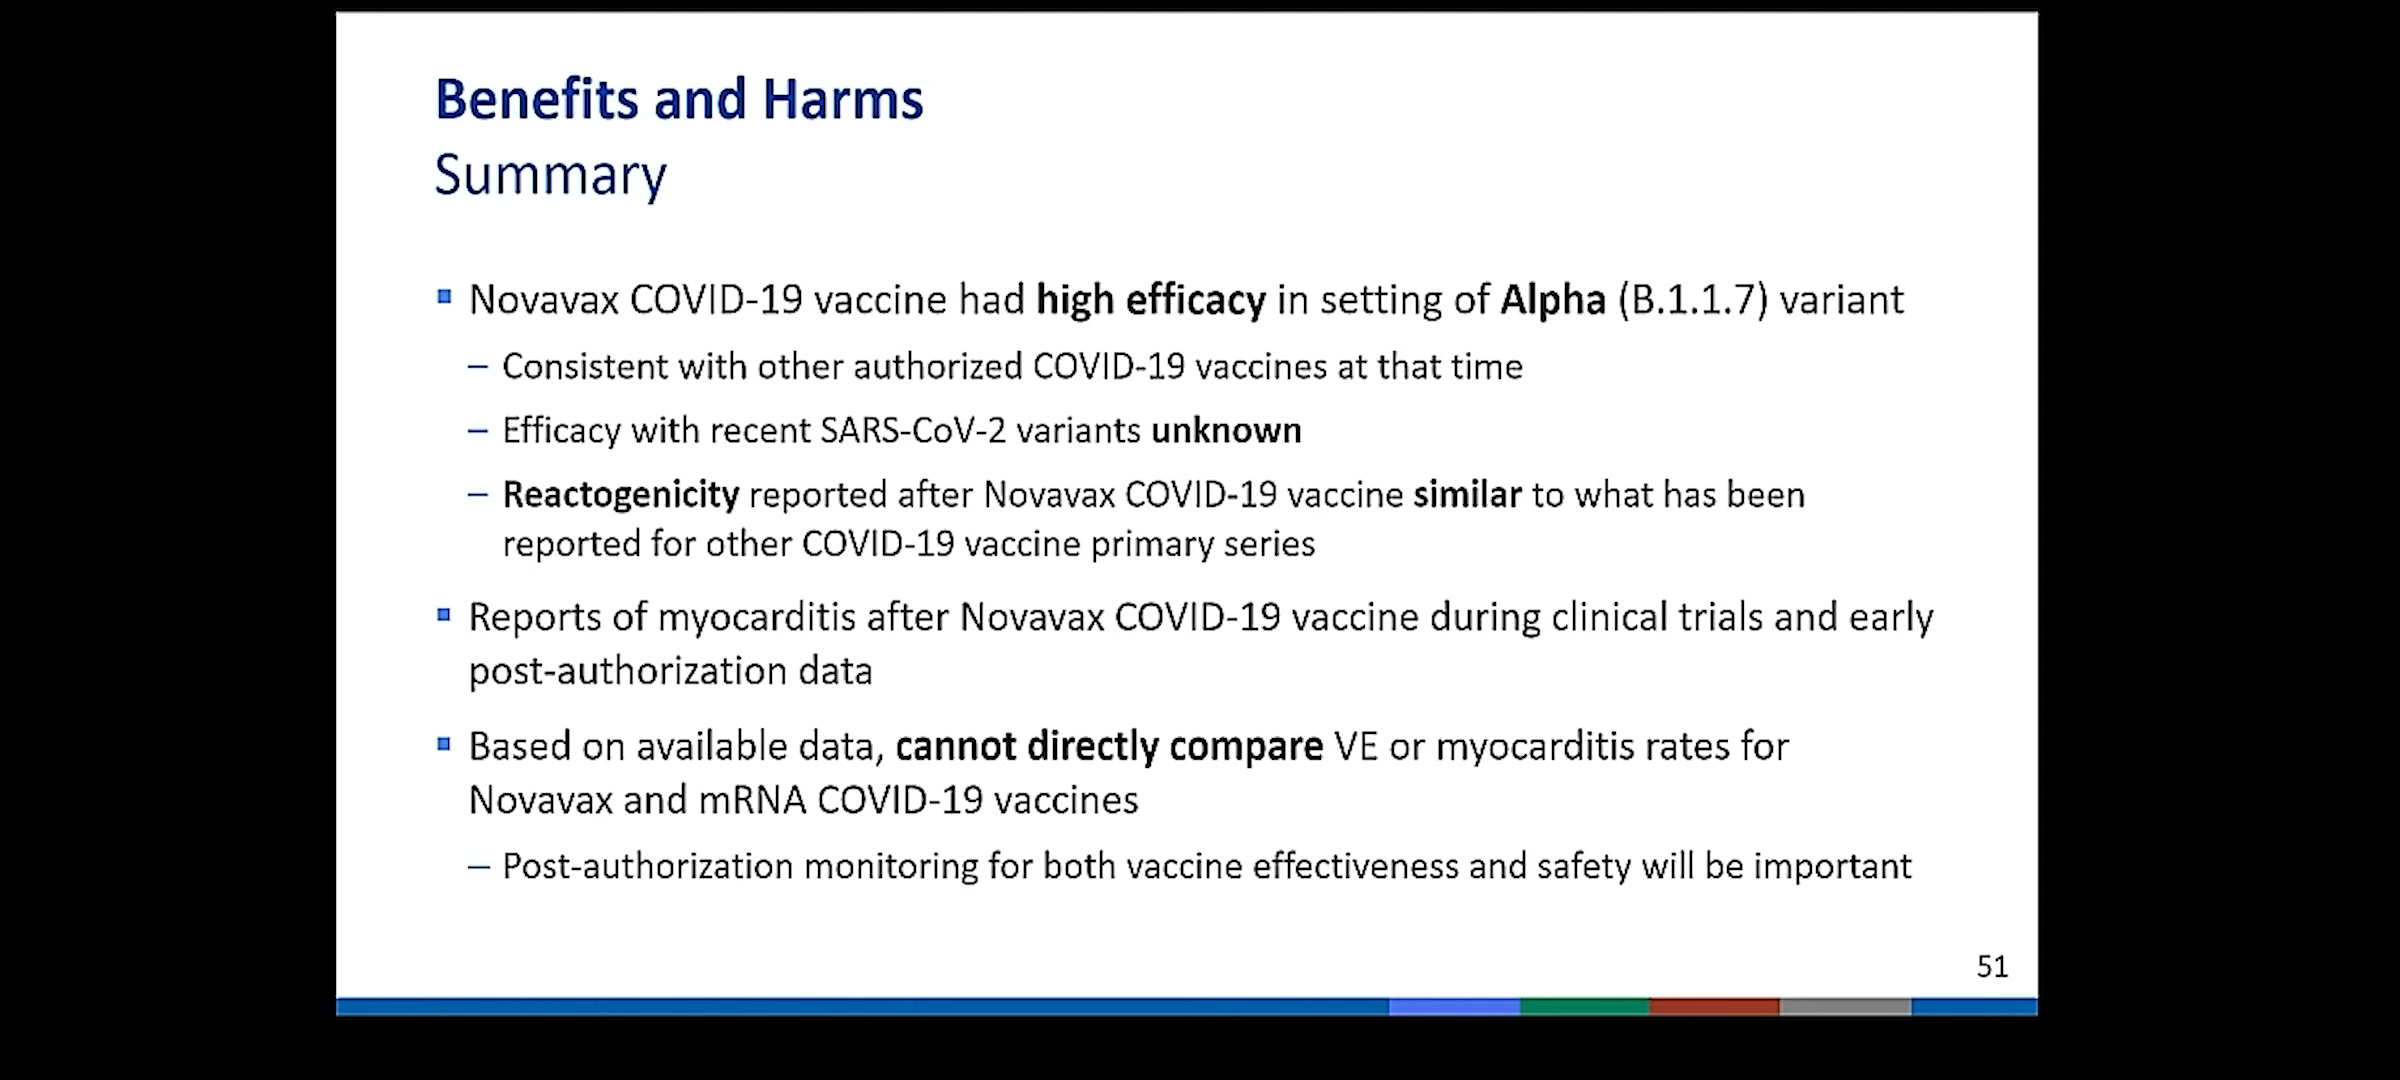 Benefits and Harms
Summary
▪ Novavax COVID-19 vaccine had high efficacy in setting of Alpha (B.1.1.7) variant
– Consistent with other authorized COVID-19 vaccines at that time
– Efficacy with recent SARS-CoV-2 variants unknown
– Reactogenicity reported after Novavax COVID-19 vaccine similar to what has been
reported for other COVID-19 vaccine primary series
▪ Reports of myocarditis after Novavax COVID-19 vaccine during clinical trials and early
post-authorization data
▪ Based on available data, cannot directly compare VE or myocarditis rates for
Novavax and mRNA COVID-19 vaccines
– Post-authorization monitoring for both vaccine effectiveness and safety will be important
51